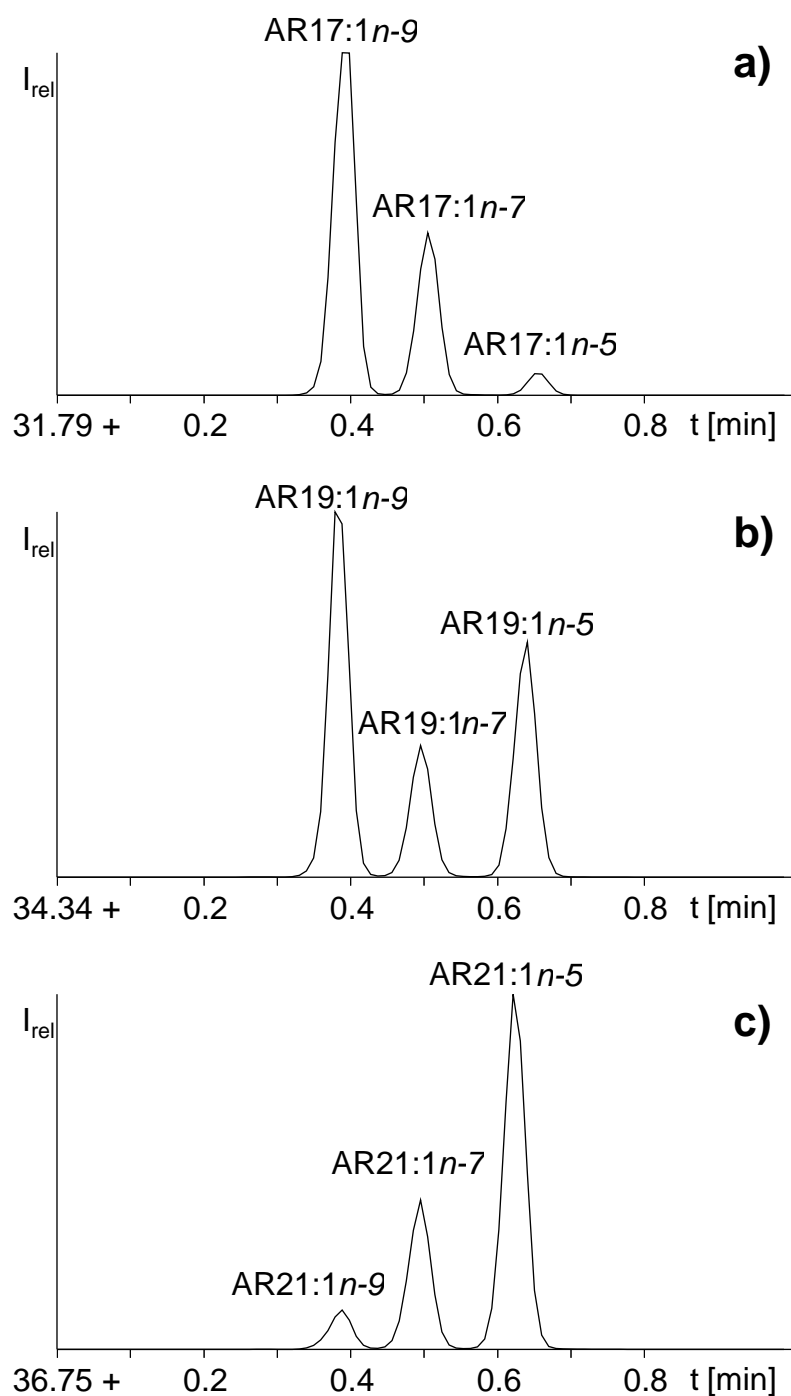 AR17:1n-9
a)
Irel
AR17:1n-7
AR17:1n-5
31.79 + 0.2 0.4 0.6 0.8 t [min]
AR19:1n-9
b)
Irel
AR19:1n-5
AR19:1n-7
34.34 + 0.2 0.4 0.6 0.8 t [min]
AR21:1n-5
c)
Irel
AR21:1n-7
AR21:1n-9
36.75 + 0.2 0.4 0.6 0.8 t [min]